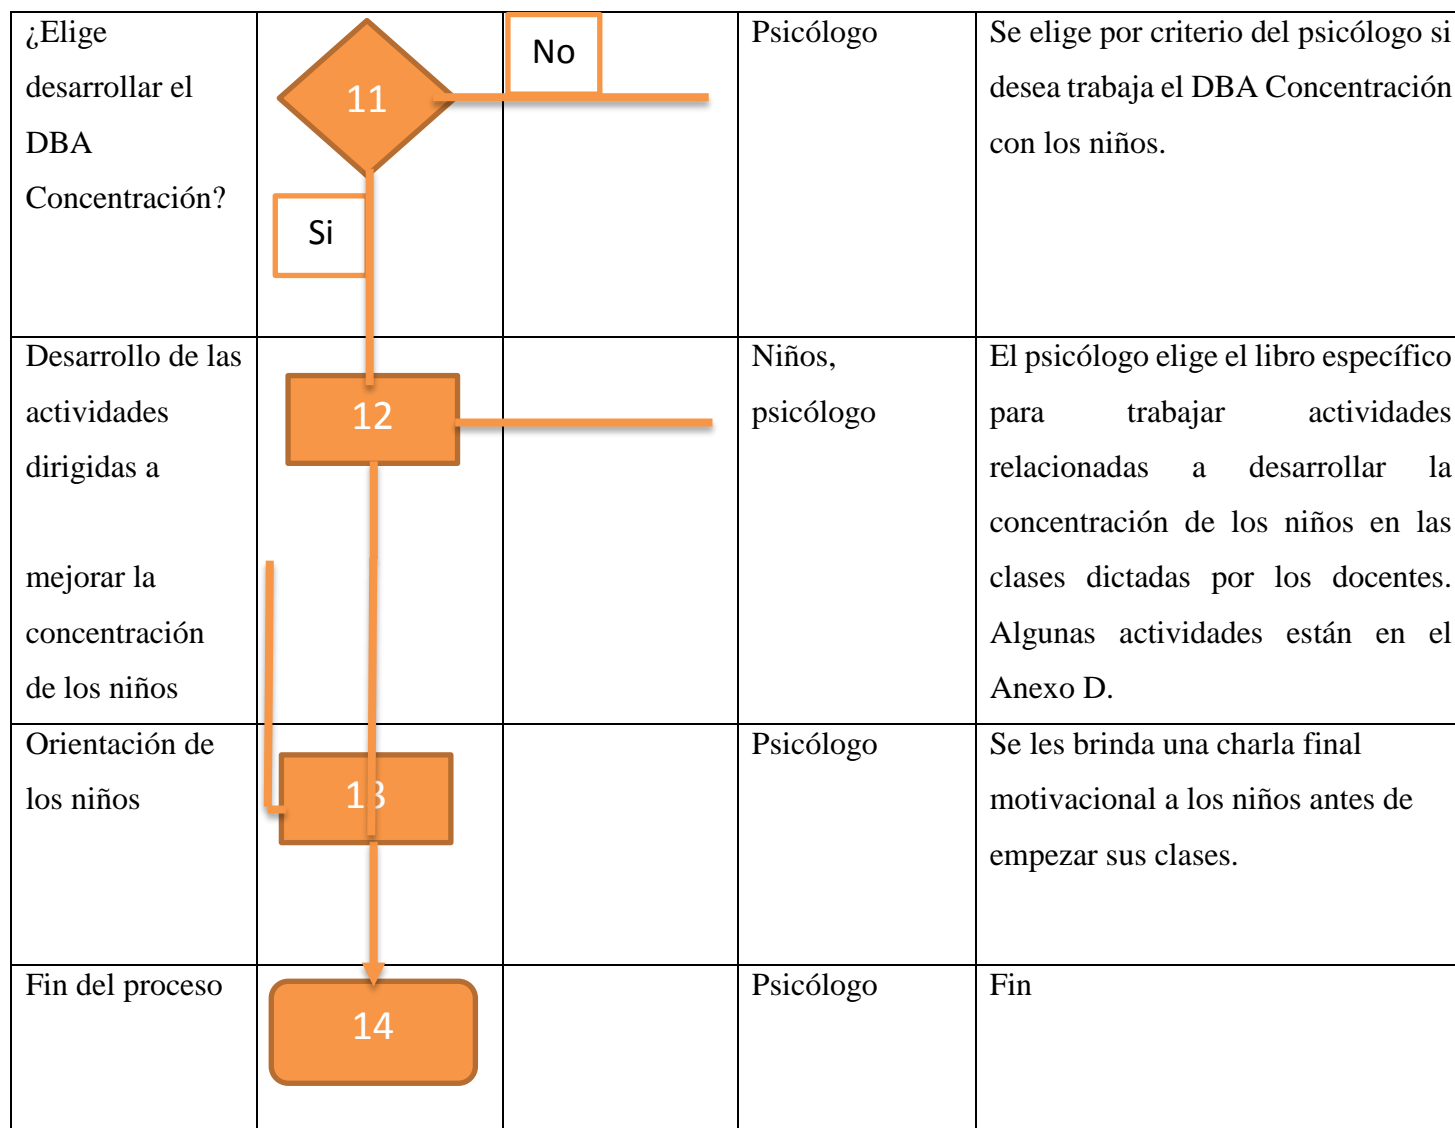 ¿Elige
desarrollar el
DBA
Concentración?
11
No
Si
Psicólogo
Se elige por criterio del psicólogo si
desea trabaja el DBA Concentración
con los niños.
Desarrollo de las
actividades
dirigidas a
mejorar la
concentración
de los niños
12
Niños,
psicólogo
El psicólogo elige el libro específico
para trabajar actividades
relacionadas a desarrollar la
concentración de los niños en las
clases dictadas por los docentes.
Algunas actividades están en el
Anexo D.
Orientación de
los niños
13
Psicólogo
Se les brinda una charla final
motivacional a los niños antes de
empezar sus clases.
Fin del proceso
14
Psicólogo
Fin